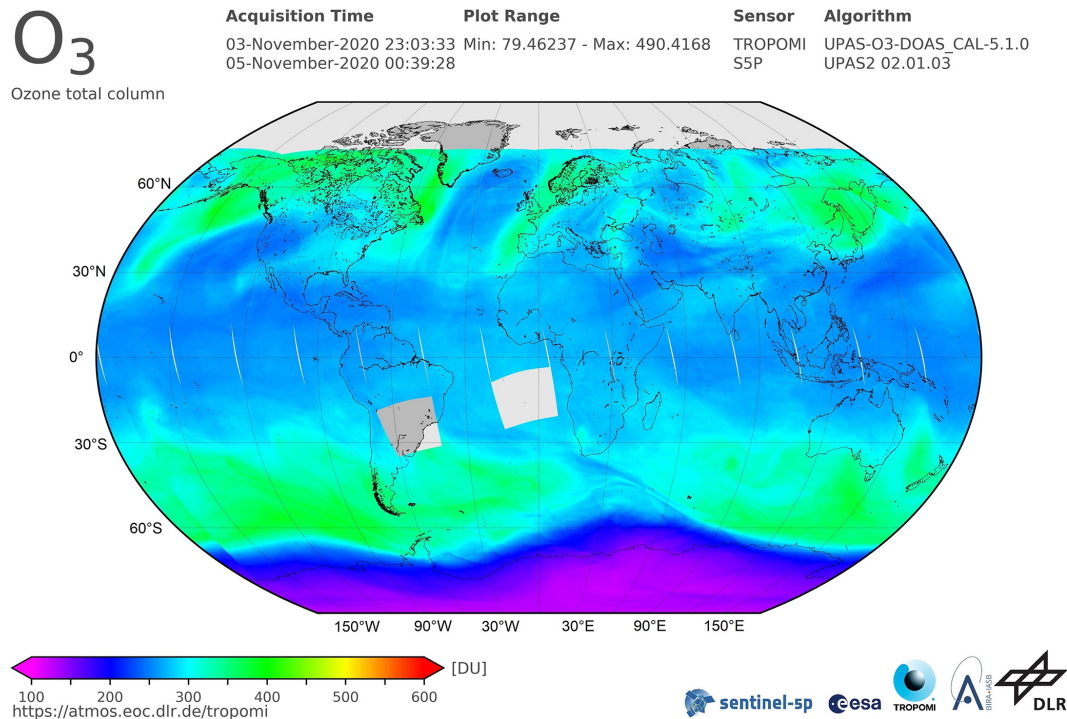 O3
Ozone total column
Acquisition Time
03-November-2020 23:03:33
05-November-2020 00:39:28
Plot Range
Min: 79.46237 - Max: 490.4168
Sensor
TROPOMI
S5P
Algorithm
UPAS-O3-DOAS_CAL-5.1.0
UPAS2 02.01.03
60°N
30°N
0°
30°S
60°S
150°W 90°W 30°W 30°E 90°E 150°E
[DU]
100 200 300 400 500 600
https://atmos.eoc.dlr.de/tropomi
sentinel-5p
esa
TROPOMI
BIRA-IASB
DLR